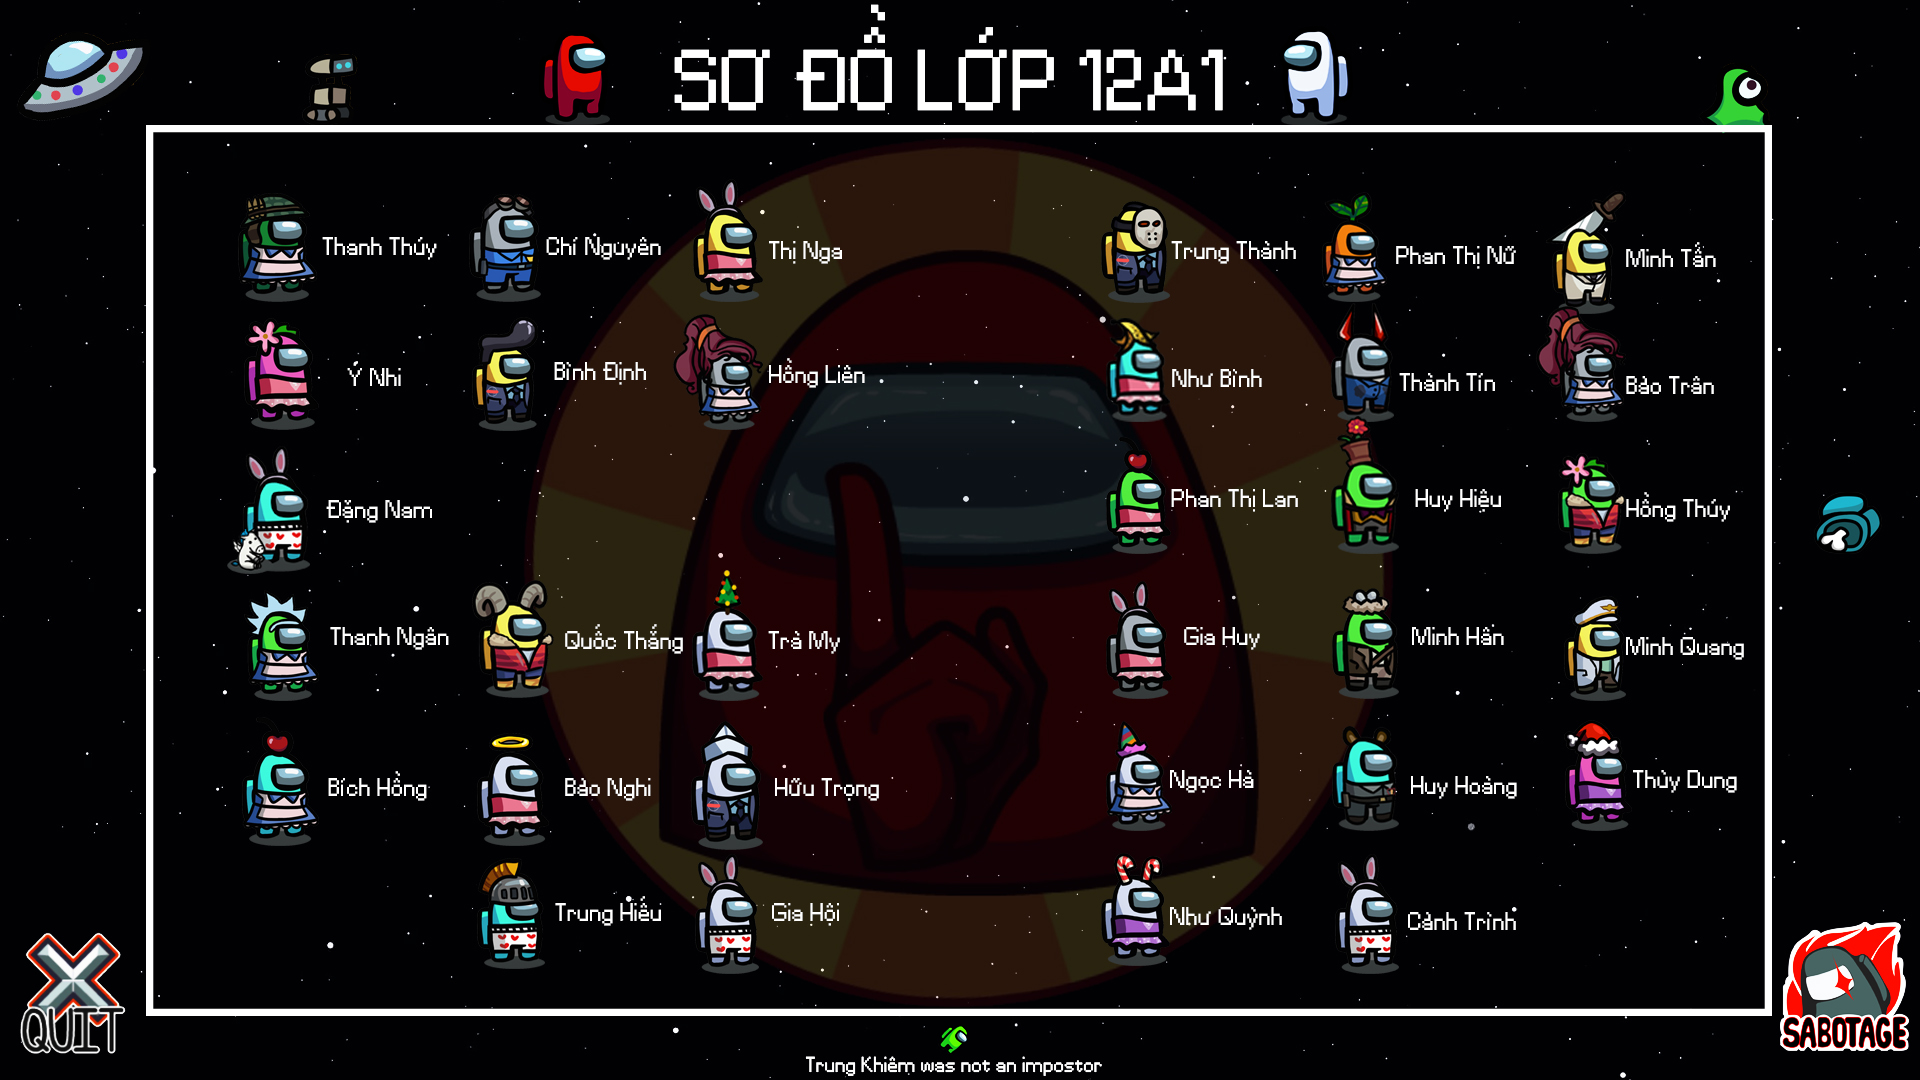 SƠ ĐỒ LỚP 12A1
Thanh Thúy
Chí Nguyên
Thị Nga
Trung Thành
Phan Thị Nữ
Minh Tấn
Ý Nhi
Bình Định
Hồng Liên
Như Bình
Thành Tín
Bảo Trân
Đặng Nam
Phan Thị Lan
Huy Hiệu
Hồng Thúy
Thanh Ngân
Quốc Thắng
Trà My
Gia Huy
Minh Hân
Minh Quang
Bích Hồng
Bảo Nghi
Hữu Trọng
Ngọc Hà
Huy Hoàng
Thùy Dung
Trung Hiếu
Gia Hội
Như Quỳnh
Cảnh Trình
QUIT
SABOTAGE
Trung Khiêm was not an impostor